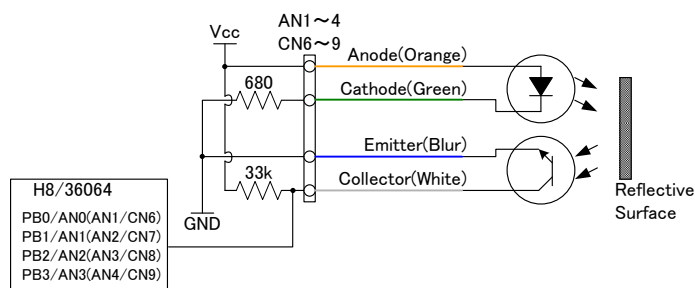 AN1～4
Vcc
CN6～9
Anode(Orange)
680
Cathode(Green)
Emitter(Blur)
33k
Collector(White)
H8/36064
Reflective
Surface
PB0/AN0(AN1/CN6)
GND
PB1/AN1(AN2/CN7)
PB2/AN2(AN3/CN8)
PB3/AN3(AN4/CN9)